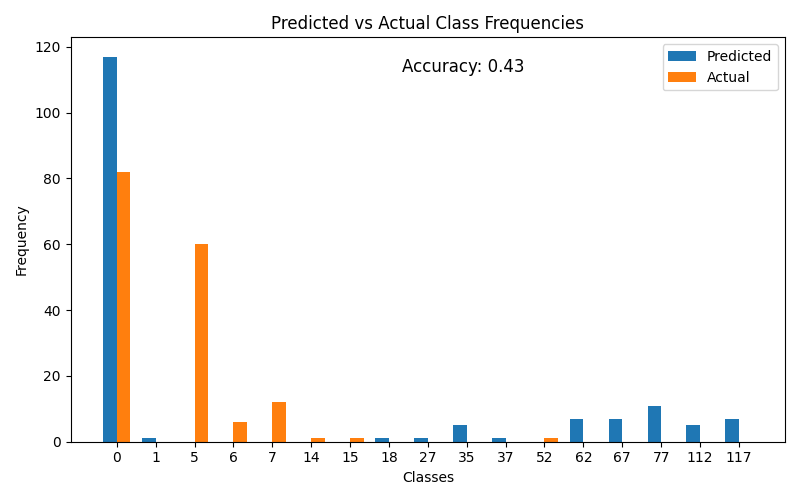 Predicted vs Actual Class Frequencies
Accuracy: 0.43
Predicted
Actual
Frequency
120
100
80
60
40
20
0
0 1 5 6 7 14 15 18 27 35 37 52 62 67 77 112 117
Classes